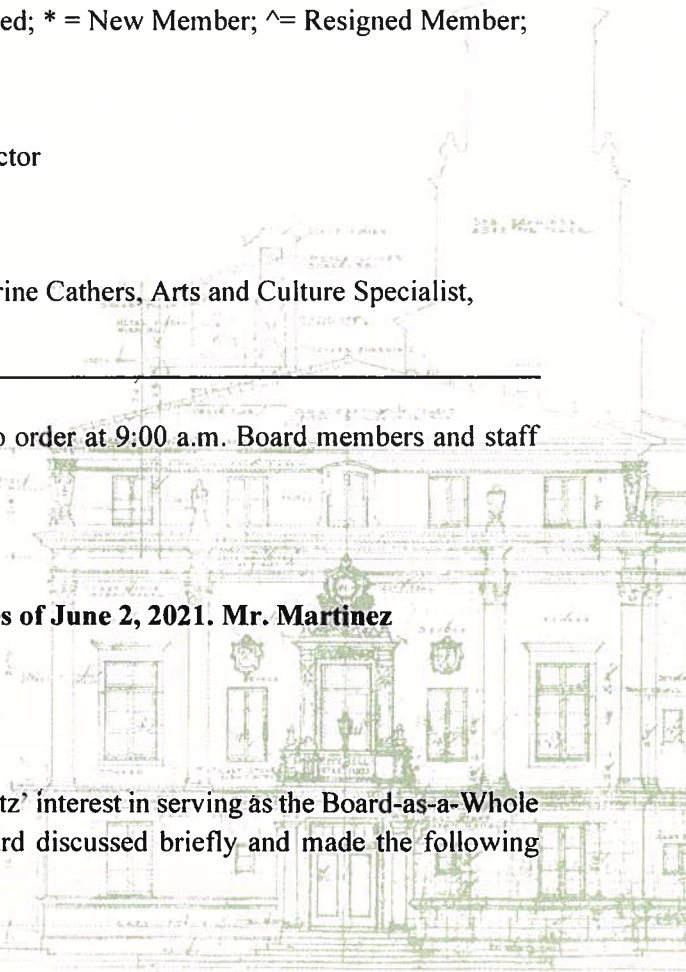 ed; * = New Member; ^= Resigned Member;
ctor
rine Cathers, Arts and Culture Specialist,
o order at 9:00 a.m. Board members and staff
s of June 2, 2021. Mr. Martinez
tz’ interest in serving as the Board-as-a-Whole
rd discussed briefly and made the following